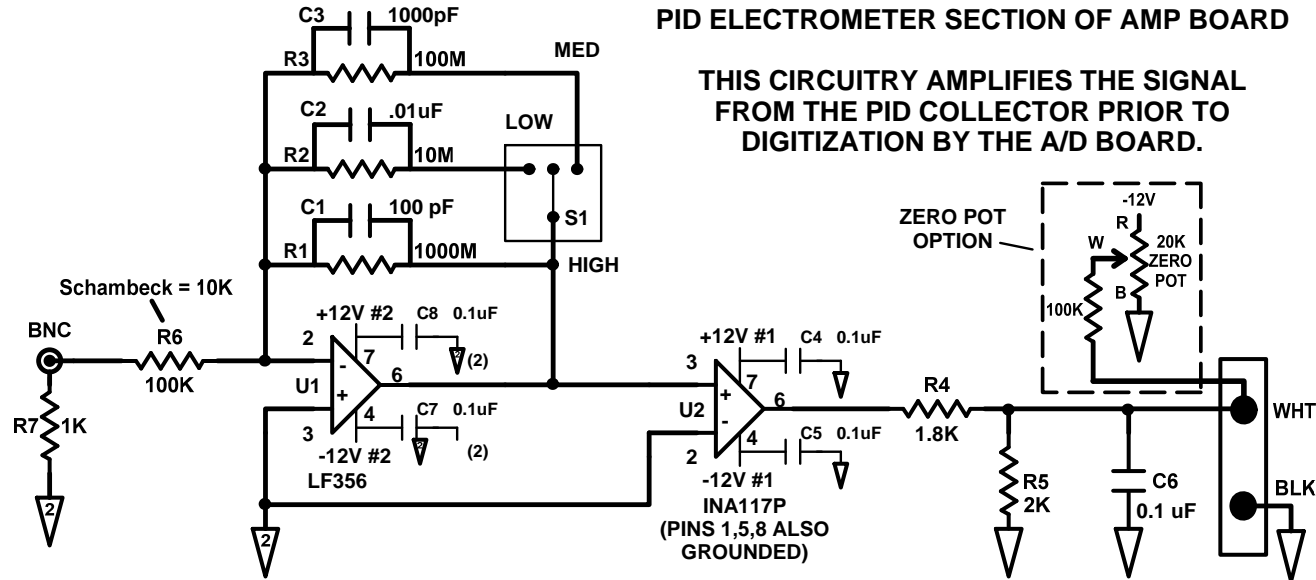 PID ELECTROMETER SECTION OF AMP BOARD
THIS CIRCUITRY AMPLIFIES THE SIGNAL
FROM THE PID COLLECTOR PRIOR TO
DIGITIZATION BY THE A/D BOARD.
C3
1000pF
R3
100M
MED
C2
.01uF
LOW
R2
10M
C1
100 pF
S1
R1
1000M
HIGH
ZERO POT
OPTION
-12V
R
W
20K
ZERO
POT
B
100K
Schambeck = 10K
BNC
R6
100K
R7
1K
2
+12V #2
C8
0.1uF
2
(2)
2
7
-
U1
6
+
3
4
C7
0.1uF
2
(2)
-12V #2
LF356
2
+12V #1
C4
0.1uF
3
7
+
U2
6
-
2
4
C5
0.1uF
-12V #1
INA117P
(PINS 1,5,8 ALSO
GROUNDED)
R4
1.8K
R5
2K
C6
0.1 uF
WHT
BLK